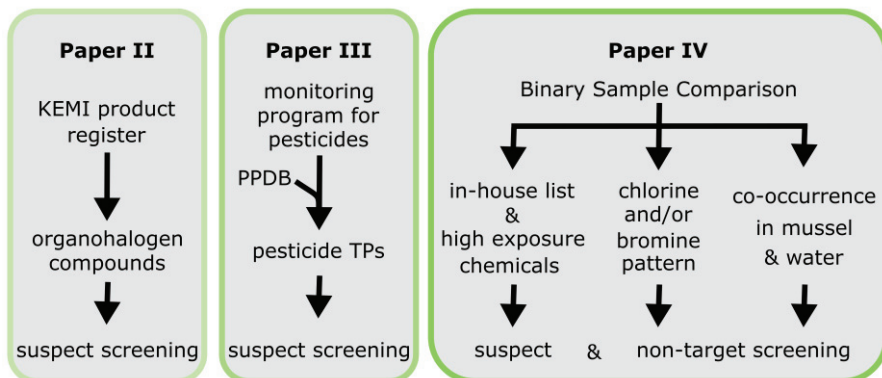 Paper II
KEMI product
register
organohalogen
compounds
suspect screening
Paper III
monitoring
program for
pesticides
PPDB
pesticide TPs
suspect screening
Paper IV
Binary Sample Comparison
in-house list
&
high exposure
chemicals
chlorine
and/or
bromine
pattern
co-occurrence
in mussel
& water
suspect & non-target screening